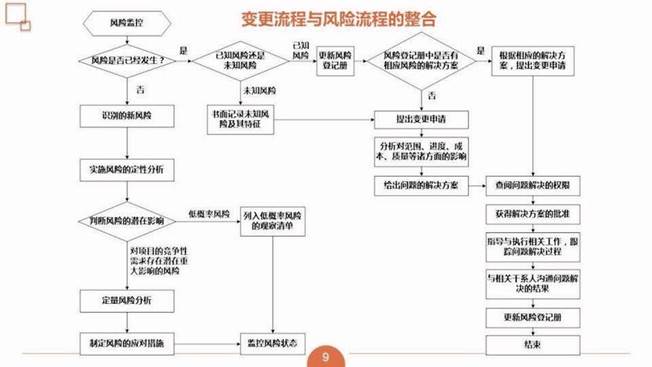 变更流程与风险流程的整合
风险监控
风险是否已经发生？
是
已知风险还是
未知风险
已知
风险
更新风险
登记册
风险登记册中是否有
相应风险的解决方案
是
根据相应的解决方
案，提出变更申请
否
未知风险
否
识别的新风险
书面记录未知风
险及其特征
提出变更申请
分析对范围、进度、成
本、质量等诸方面的影响
实施风险的定性分析
给出问题的解决方案
查阅问题解决的权限
判断风险的潜在影响
低概率风险
列入低概率风险
的观察清单
获得解决方案的批准
对项目的竞争性
需求存在潜在重
大影响的风险
指导与执行相关工作，跟
踪问题解决过程
与相关干系人沟通问题解
决的结果
定量风险分析
更新风险登记册
制定风险的应对措施
监控风险状态
结束
9